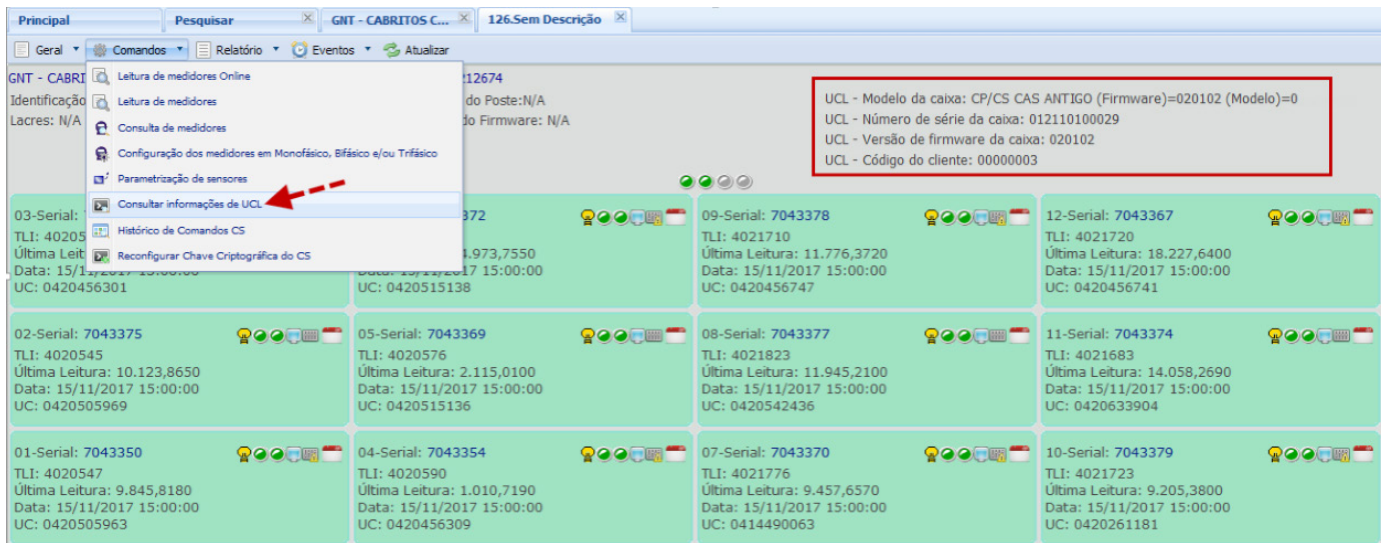 Principal Pesquisar GNT - CABRITOS C... 126.Sem Descrição
Geral Comandos Relatório Eventos Atualizar
GNT - CABRI 12674
Identificação do Poste:N/A
Lacres: N/A do Firmware: N/A
Leitura de medidores Online
Leitura de medidores
Consulta de medidores
Configuração dos medidores em Monofásico, Bifásico e/ou Trifásico
Parametrização de sensores
Consultar informações de UCL
Histórico de Comandos CS
Reconfigurar Chave Criptográfica do CS
UCL - Modelo da caixa: CP/CS CAS ANTIGO (Firmware)=020102 (Modelo)=0
UCL - Número de série da caixa: 012110100029
UCL - Versão de firmware da caixa: 020102
UCL - Código do cliente: 00000003
03-Serial:
TLI: 40205
Última Leit
Data: 15/11/2017 15:00:00
UC: 0420456301
372
.973,7550
Data: 15/11/2017 15:00:00
UC: 0420515138
09-Serial: 7043378
TLI: 4021710
Última Leitura: 11.776,3720
Data: 15/11/2017 15:00:00
UC: 0420456747
12-Serial: 7043367
TLI: 4021720
Última Leitura: 18.227,6400
Data: 15/11/2017 15:00:00
UC: 0420456741
02-Serial: 7043375
TLI: 4020545
Última Leitura: 10.123,8650
Data: 15/11/2017 15:00:00
UC: 0420505969
05-Serial: 7043369
TLI: 4020576
Última Leitura: 2.115,0100
Data: 15/11/2017 15:00:00
UC: 0420515136
08-Serial: 7043377
TLI: 4021823
Última Leitura: 11.945,2100
Data: 15/11/2017 15:00:00
UC: 0420542436
11-Serial: 7043374
TLI: 4021683
Última Leitura: 14.058,2690
Data: 15/11/2017 15:00:00
UC: 0420633904
01-Serial: 7043350
TLI: 4020547
Última Leitura: 9.845,8180
Data: 15/11/2017 15:00:00
UC: 0420505963
04-Serial: 7043354
TLI: 4020590
Última Leitura: 1.010,7190
Data: 15/11/2017 15:00:00
UC: 0420456309
07-Serial: 7043370
TLI: 4021776
Última Leitura: 9.457,6570
Data: 15/11/2017 15:00:00
UC: 0414490063
10-Serial: 7043379
TLI: 4021723
Última Leitura: 9.205,3800
Data: 15/11/2017 15:00:00
UC: 0420261181